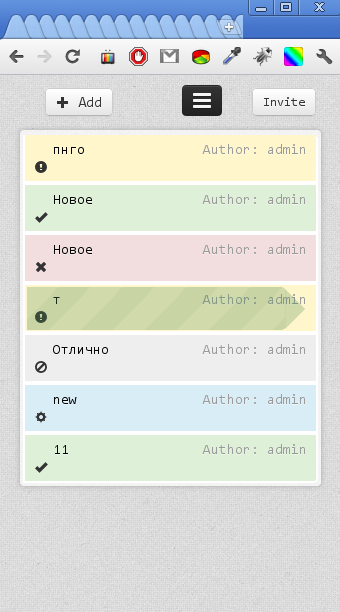 Add
Invite
пнго Author: admin
Новое Author: admin
Новое Author: admin
т Author: admin
Отлично Author: admin
new Author: admin
11 Author: admin